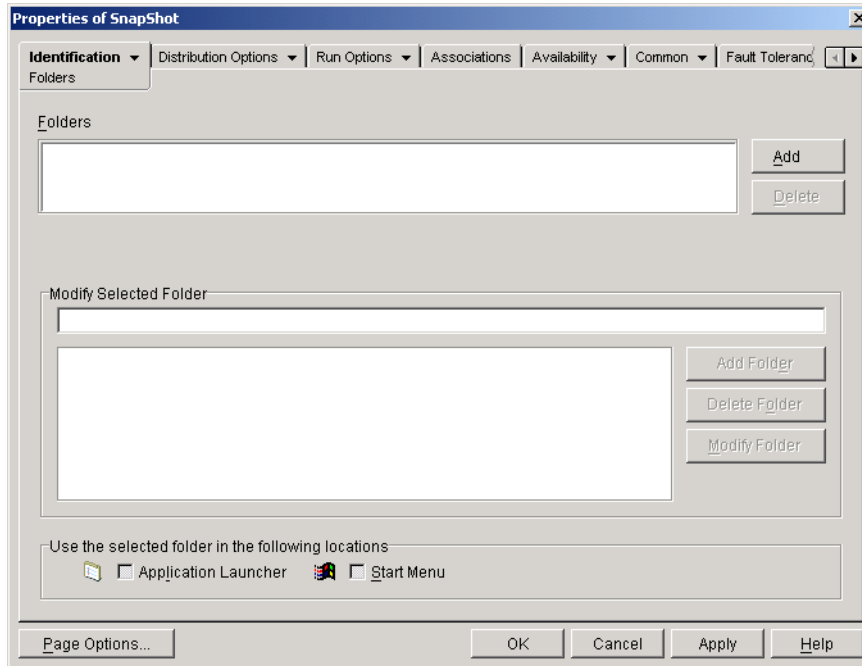 Properties of SnapShot
Identification Distribution Options Run Options Associations Availability Common Fault Toleranc
Folders
Folders
Add
Delete
Modify Selected Folder
Add Folder
Delete Folder
Modify Folder
Use the selected folder in the following locations
Application Launcher Start Menu
Page Options... OK Cancel Apply Help